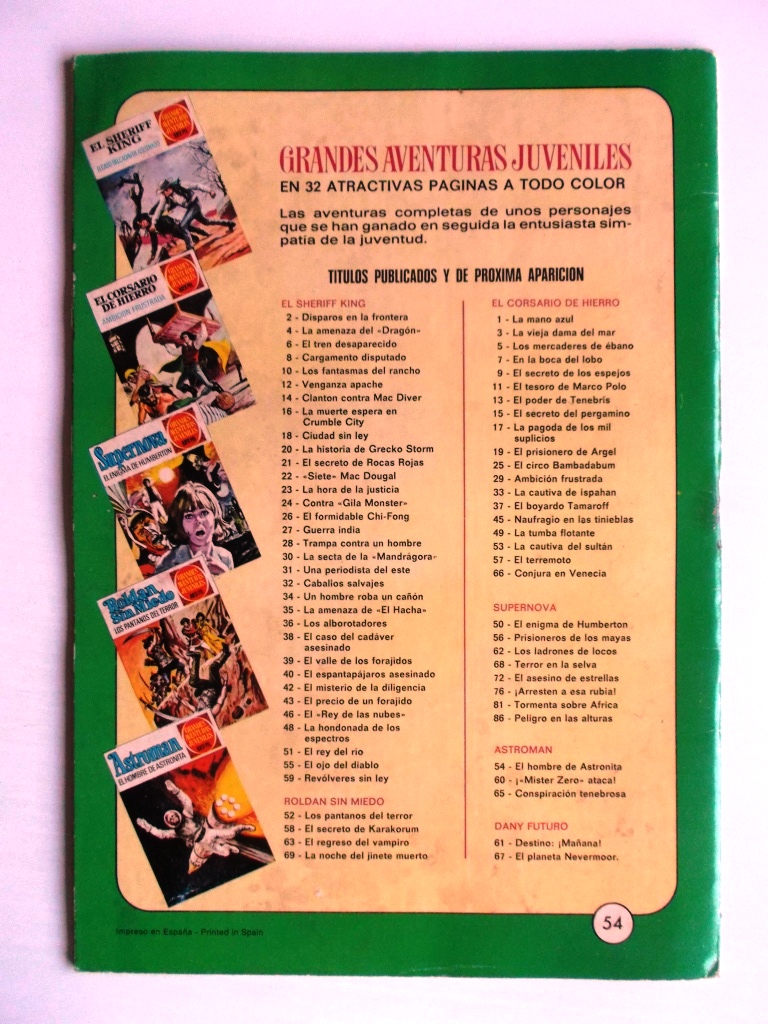 EL SHERIFF
KING
GRANDES
AVENTURAS
JUVENILES
EL CORSARIO
DE HIERRO
AMBICION FRUSTRADA
Supernova
EL ENIGMA DE HUMBERTON
Roldan
Sin Miedo
LOS PANTANOS DEL TERROR
Astroman
EL HOMBRE DE ASTRONITA
GRANDES AVENTURAS JUVENILES
EN 32 ATRACTIVAS PAGINAS A TODO COLOR
Las aventuras completas de unos personajes
que se han ganado en seguida la entusiasta sim-
patía de la juventud.
TITULOS PUBLICADOS Y DE PROXIMA APARICION
EL SHERIFF KING
2 - Disparos en la frontera
4 - La amenaza del «Dragón»
6 - El tren desaparecido
8 - Cargamento disputado
10 - Los fantasmas del rancho
12 - Venganza apache
14 - Clanton contra Mac Diver
16 - La muerte espera en
Crumble City
18 - Ciudad sin ley
20 - La historia de Grecko Storm
21 - El secreto de Rocas Rojas
22 - «Siete» Mac Dougal
23 - La hora de la justicia
24 - Contra «Gila Monster»
26 - El formidable Chi-Fong
27 - Guerra india
28 - Trampa contra un hombre
30 - La secta de la «Mandrágora»
31 - Una periodista del este
32 - Caballos salvajes
34 - Un hombre roba un cañón
35 - La amenaza de «El Hacha»
36 - Los alborotadores
38 - El caso del cadáver
asesinado
39 - El valle de los forajidos
40 - El espantapájaros asesinado
42 - El misterio de la diligencia
43 - El precio de un forajido
46 - El «Rey de las nubes»
48 - La hondonada de los
espectros
51 - El rey del río
55 - El ojo del diablo
59 - Revólveres sin ley
ROLDAN SIN MIEDO
52 - Los pantanos del terror
58 - El secreto de Karakorum
63 - El regreso del vampiro
69 - La noche del jinete muerto
EL CORSARIO DE HIERRO
1 - La mano azul
3 - La vieja dama del mar
5 - Los mercaderes de ébano
7 - En la boca del lobo
9 - El secreto de los espejos
11 - El tesoro de Marco Polo
13 - El poder de Tenebris
15 - El secreto del pergamino
17 - La pagoda de los mil
suplicios
19 - El prisionero de Argel
25 - El circo Bambadabum
29 - Ambición frustrada
33 - La cautiva de ispahan
37 - El boyardo Tamaroff
45 - Naufragio en las tinieblas
49 - La tumba flotante
53 - La cautiva del sultán
57 - El terremoto
66 - Conjura en Venecia
SUPERNOVA
50 - El enigma de Humberton
56 - Prisioneros de los mayas
62 - Los ladrones de locos
68 - Terror en la selva
72 - El asesino de estrellas
76 - ¡Arresten a esa rubia!
81 - Tormenta sobre Africa
86 - Peligro en las alturas
ASTROMAN
54 - El hombre de Astronita
60 - ¡«Mister Zero» ataca!
65 - Conspiración tenebrosa
DANY FUTURO
61 - Destino: ¡Mañana!
67 - El planeta Nevermoor.
Impreso en España - Printed in Spain
54